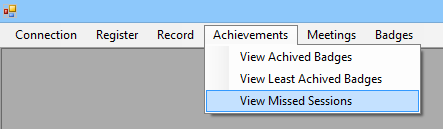 Connection Register Record Achievements Meetings Badges
View Achived Badges
View Least Achived Badges
View Missed Sessions